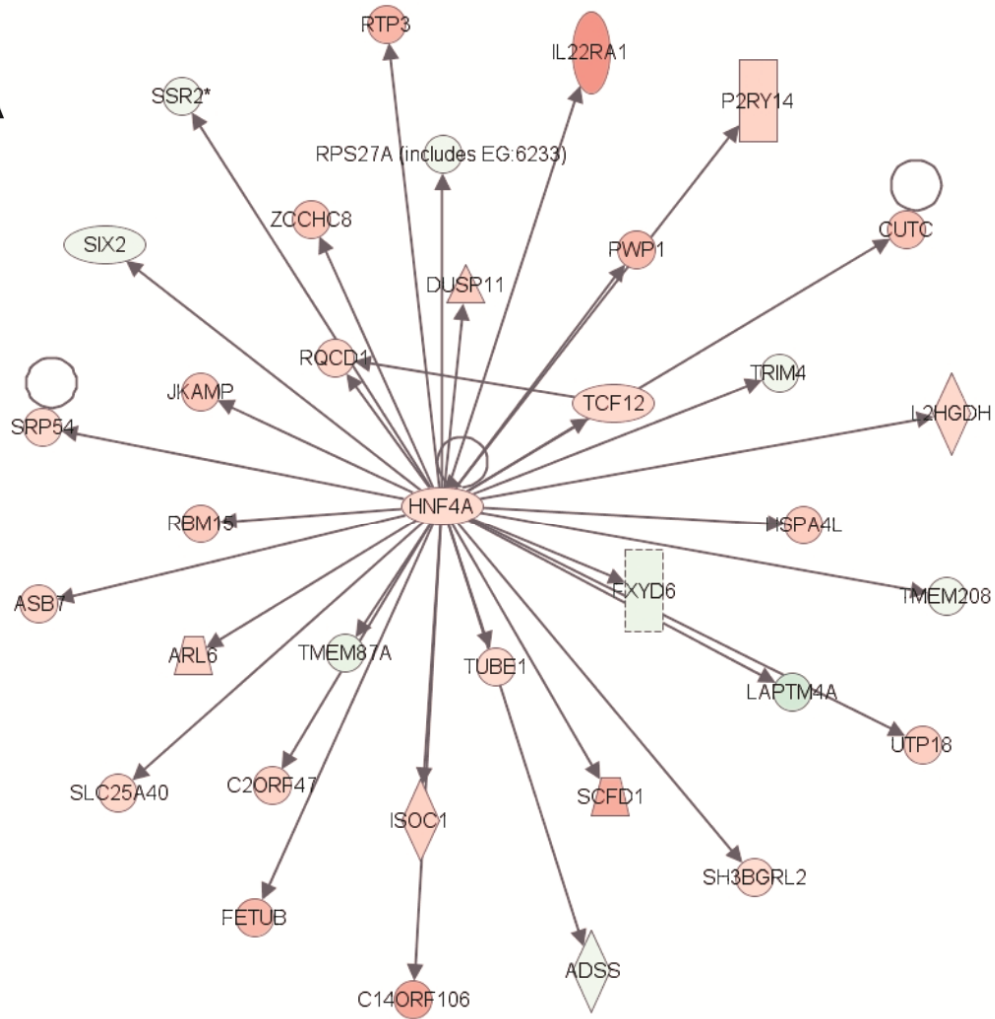 A
RTP3
IL22RA1
SSR2*
P2RY14
RPS27A (includes EG:6233)
ZCCHC8
CUTC
SIX2
PWP1
DUSP11
RQCD1
TRIM4
JKAMP
TCF12
L2HGDH
SRP54
HNF4A
RBM15
HSPA4L
FXYD6
TMEM208
ASB7
ARL6
TMEM87A
TUBE1
LAPTM4A
UTP18
SLC25A40
C2ORF47
SCFD1
ISOC1
SH3BGRL2
FETUB
ADSS
C14ORF106